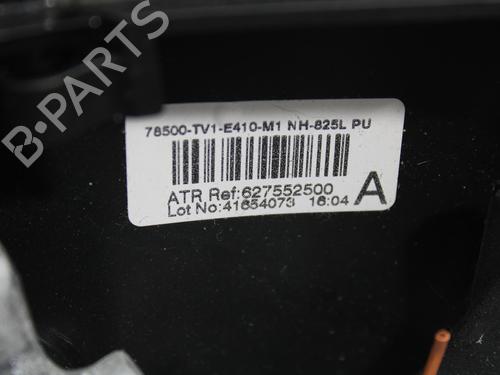 78500-TV1-E410-M1 NH-825L PU
ATR Ref:627552500
Lot No:41654073 16:04
A
B-PARTS